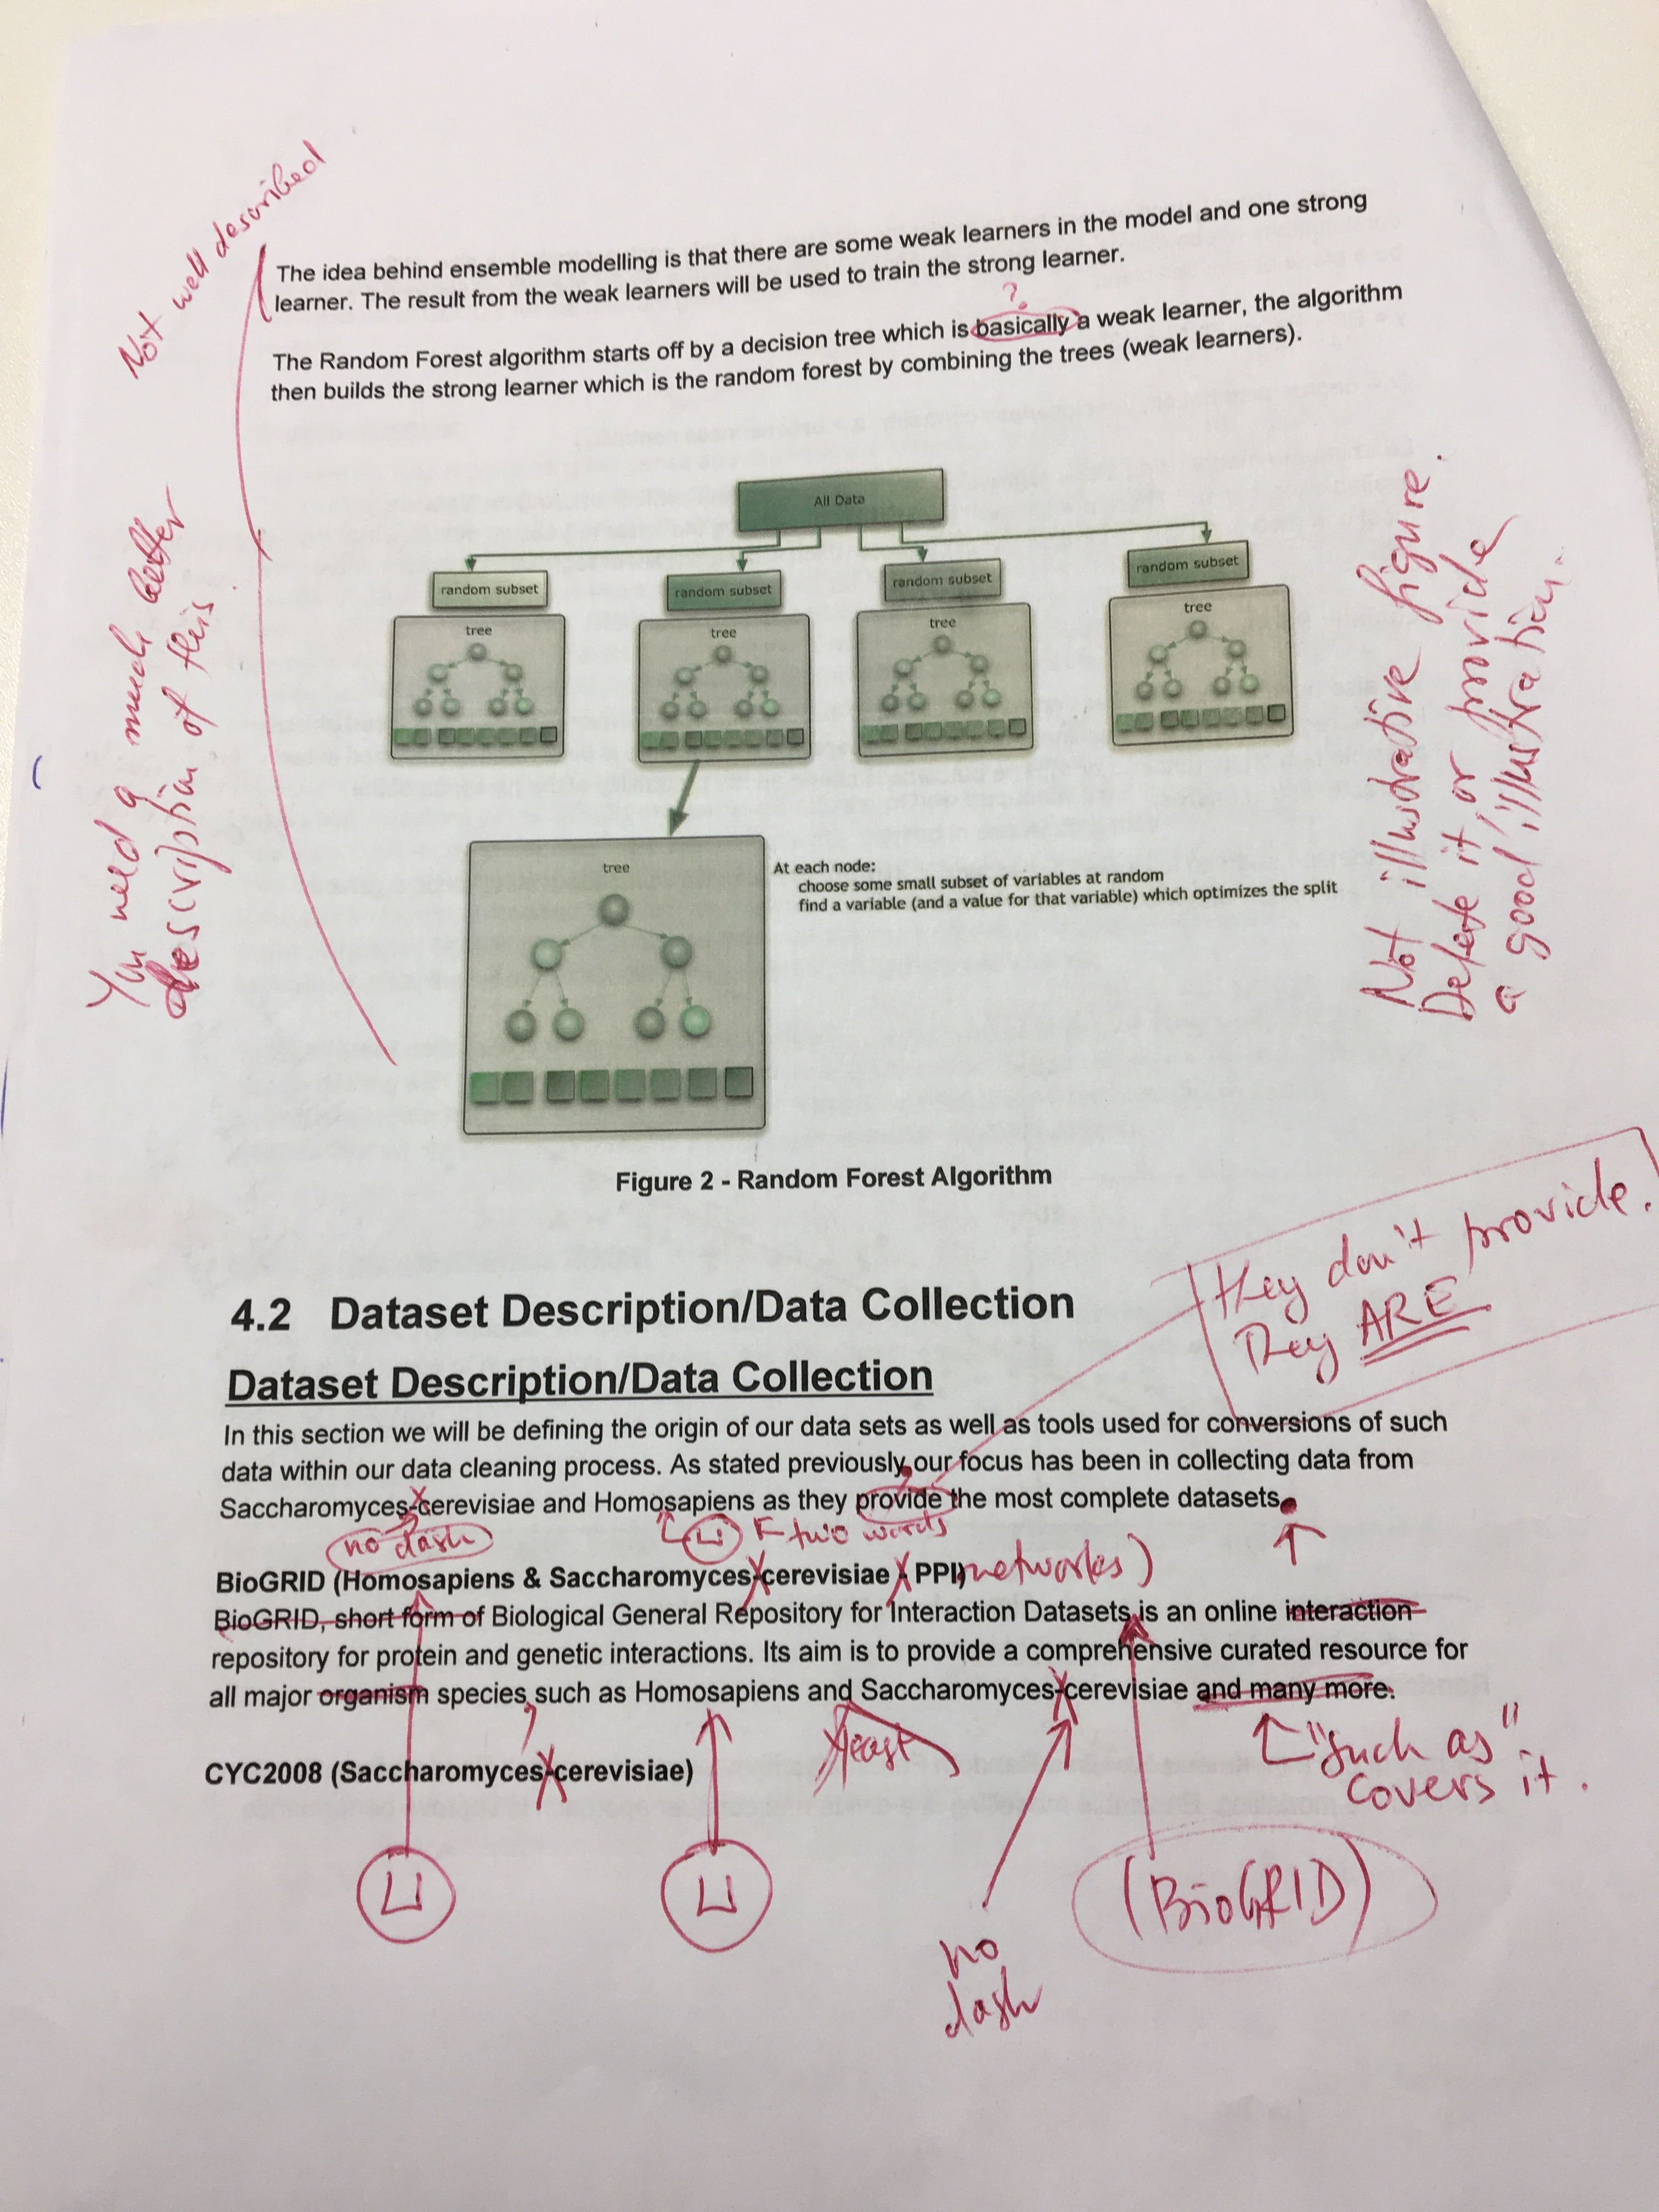 Not well described
The idea behind ensemble modelling is that there are some weak learners in the model and one strong
learner. The result from the weak learners will be used to train the strong learner.
?
The Random Forest algorithm starts off by a decision tree which is basically a weak learner, the algorithm
then builds the strong learner which is the random forest by combining the trees (weak learners).
You need a much better
description of this.
All Data
random subset
random subset
random subset
random subset
tree
tree
tree
tree
Not illustrative figure.
Delete it or provide
a good illustration.
tree
At each node:
choose some small subset of variables at random
find a variable (and a value for that variable) which optimizes the split
Figure 2 - Random Forest Algorithm
they don't provide.
They ARE
4.2 Dataset Description/Data Collection
Dataset Description/Data Collection
In this section we will be defining the origin of our data sets as well as tools used for conversions of such
data within our data cleaning process. As stated previously, our focus has been in collecting data from
Saccharomyces-cerevisiae and Homosapiens as they provide the most complete datasets.
no dash
two words
BioGRID (Homosapiens & Saccharomyces-cerevisiae - PPI) networks)
BioGRID, short form of Biological General Repository for Interaction Datasets, is an online interaction
repository for protein and genetic interactions. Its aim is to provide a comprehensive curated resource for
all major organism species, such as Homosapiens and Saccharomyces-cerevisiae and many more.
yeast
"such as"
covers it.
CYC2008 (Saccharomyces-cerevisiae)
(BioGRID)
no
dash